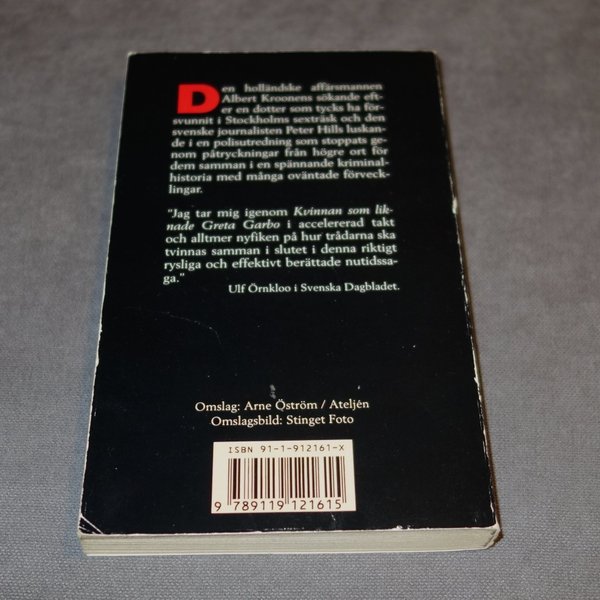 Den holländske affärsmannen
Albert Kroonens sökande eft-
er en dotter som tycks ha för-
svunnit i Stockholms sexträsk och den
svenske journalisten Peter Hills luskan-
de i en polisutredning som stoppats ge-
nom påtryckningar från högre ort för
dem samman i en spännande kriminal-
historia med många oväntade förveck-
lingar.
"Jag tar mig igenom Kvinnan som lik-
nade Greta Garbo i accelererad takt
och alltmer nyfiken på hur trådarna ska
tvinnas samman i slutet i denna riktigt
rysliga och effektivt berättade nutidssa-
ga."
Ulf Örnkloo i Svenska Dagbladet.
Omslag: Arne Öström / Ateljén
Omslagsbild: Stinget Foto
ISBN 91-1-912161-X
9 789119 121615